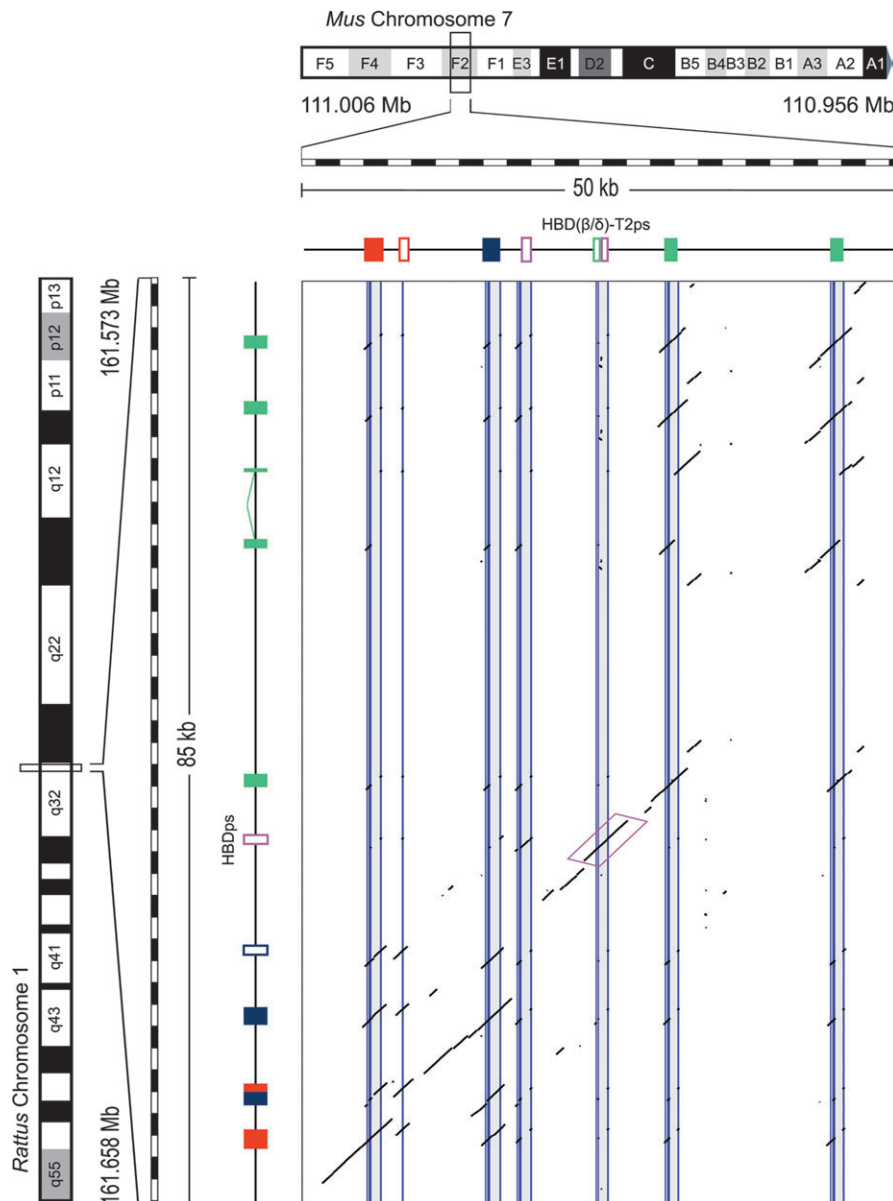 Mus Chromosome 7
F5 F4 F3 F2 F1 E3 E1 D2 C B5 B4 B3 B2 B1 A3 A2 A1
111.006 Mb 110.956 Mb
50 kb
HBD(β/δ)-T2ps
Rattus Chromosome 1
p13
p12
p11
q12
q22
q32
q41
q43
q55
161.573 Mb
161.658 Mb
85 kb
HBDps